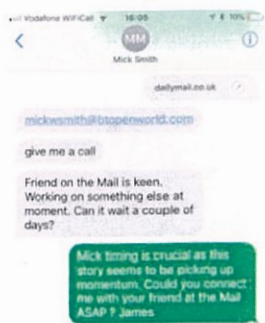 Vodafone WiFiCall 16:05 10%
MM
Mick Smith
dailymail.co.uk
mickwsmith@btopenworld.com
give me a call
Friend on the Mail is keen.
Working on something else at
moment. Can it wait a couple of
days?
Mick timing is crucial as this
story seems to be picking up
momentum. Could you connect
me with your friend at the Mail
ASAP ? James